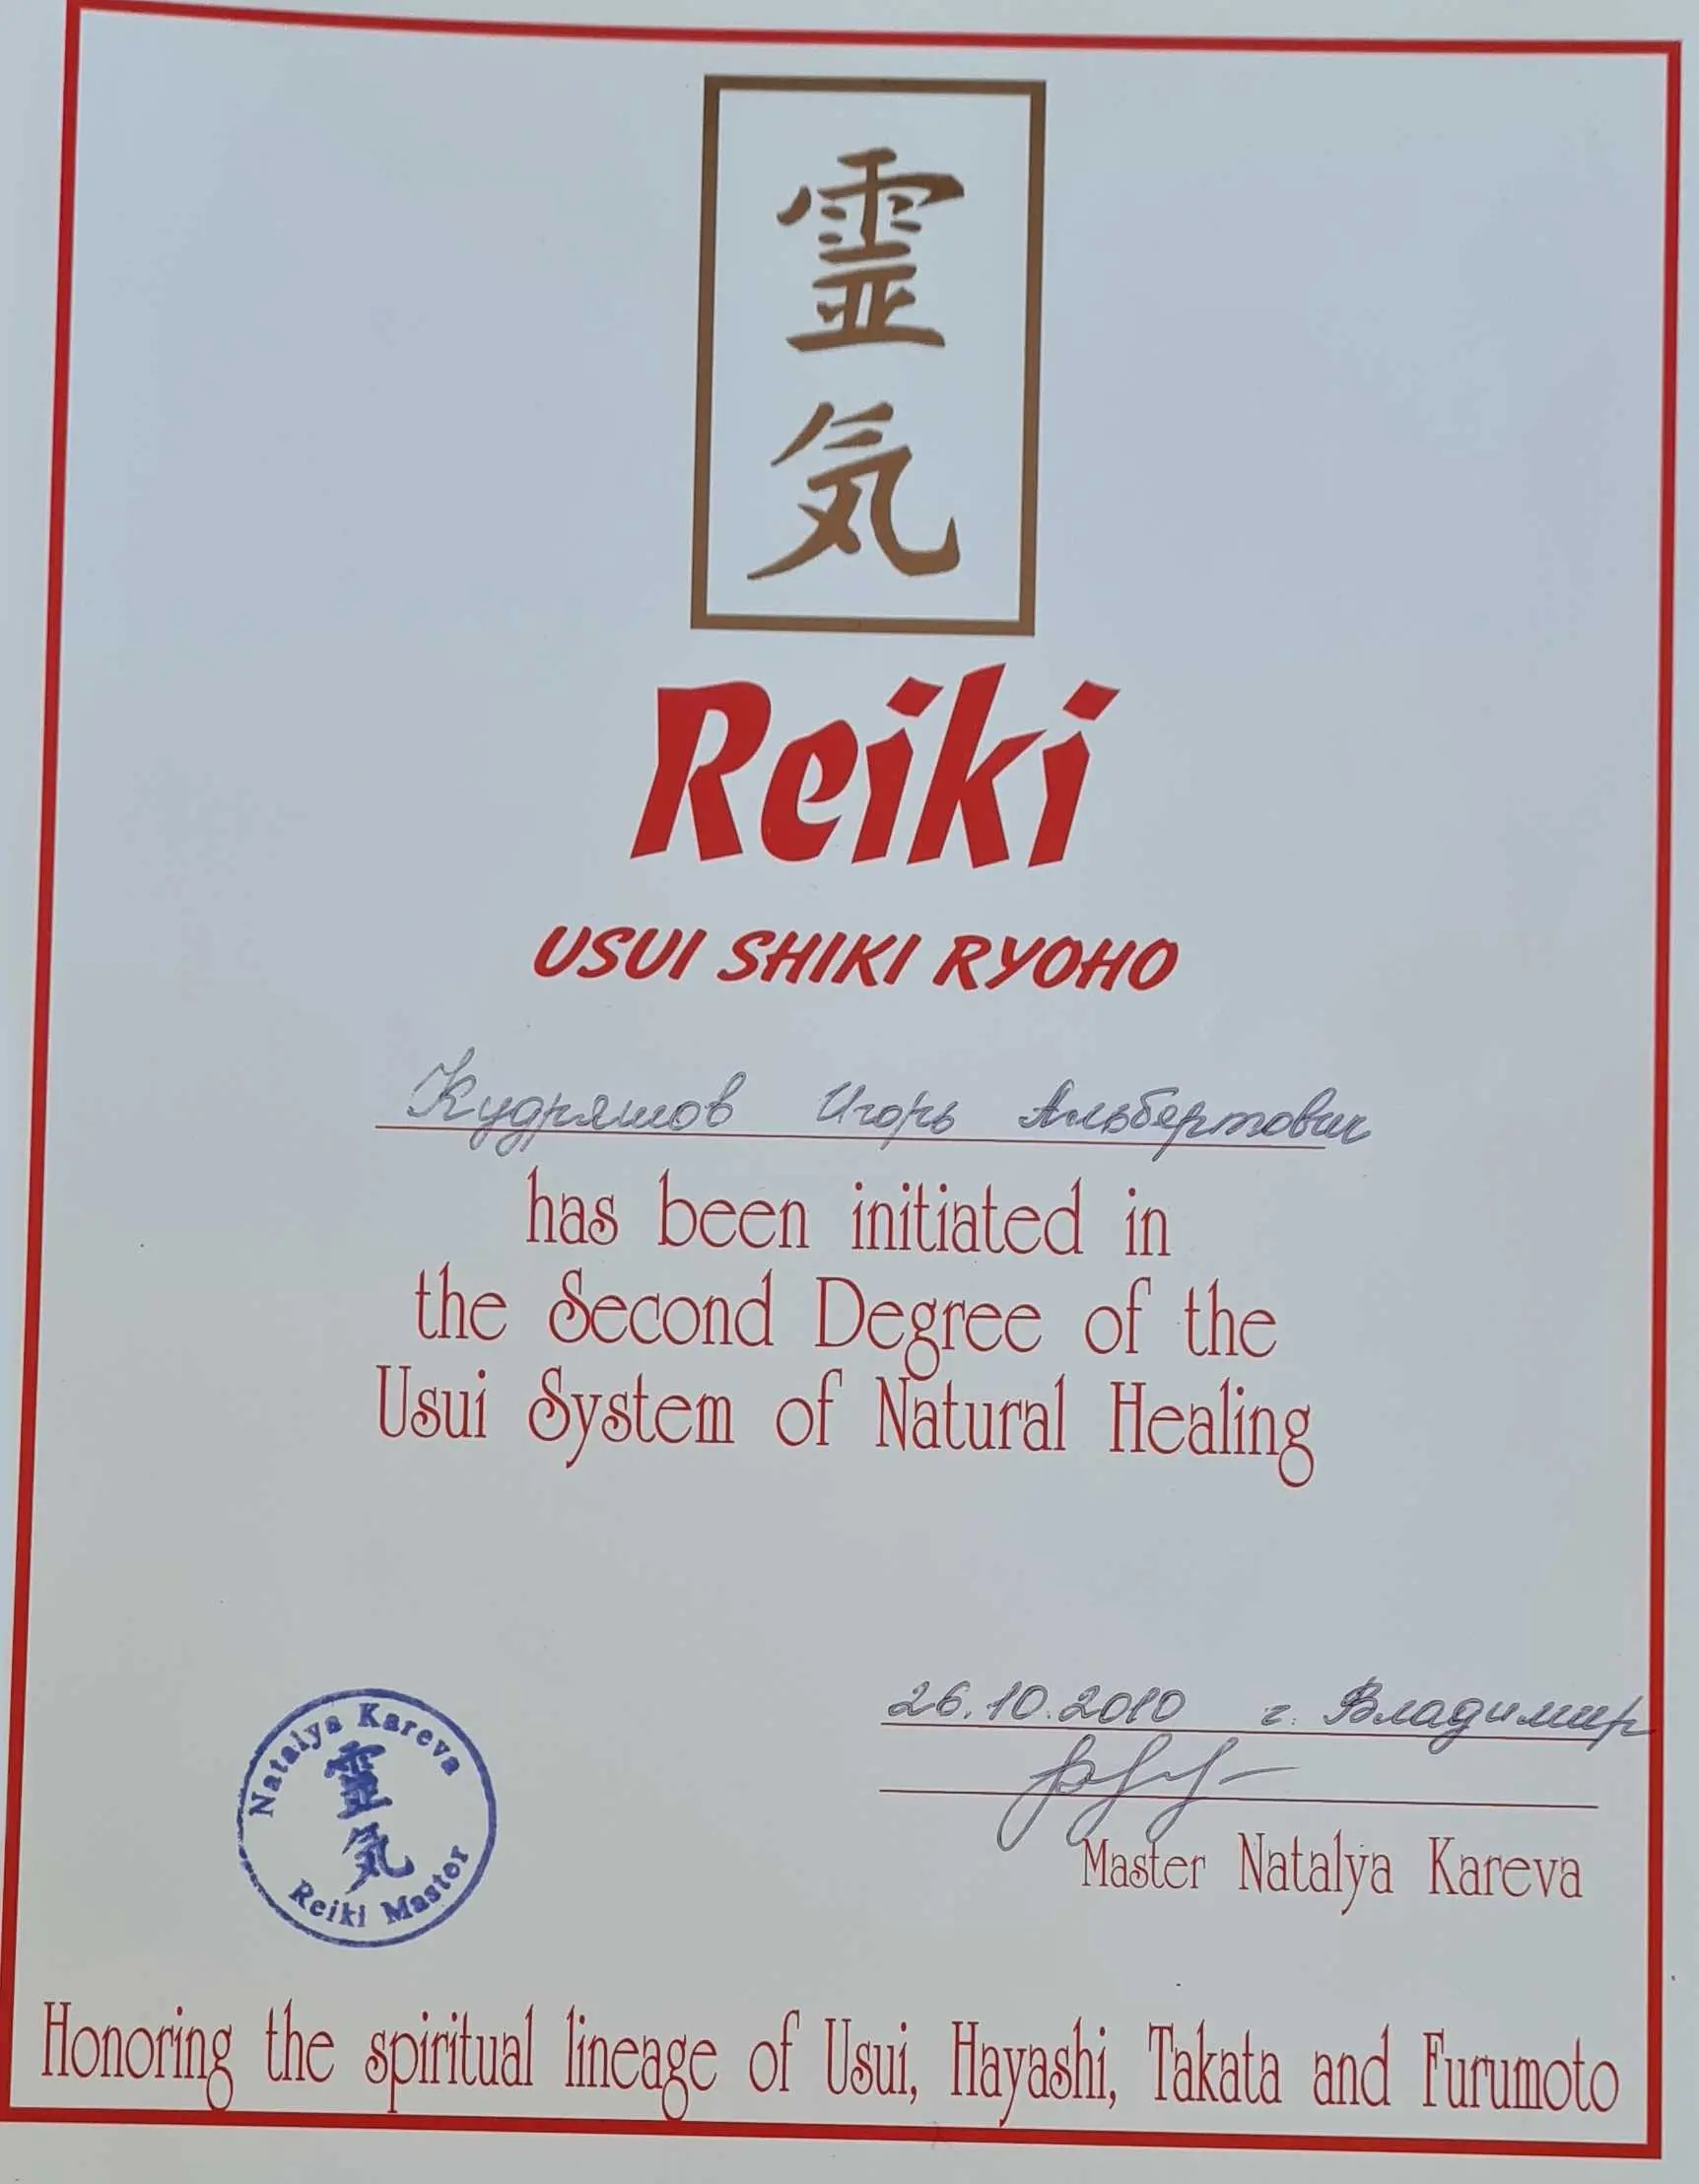 霊
気
Reiki
USUI SHIKI RYOHO
Кудряшов Игорь Альбертович
has been initiated in
the Second Degree of the
Usui System of Natural Healing
26.10.2010 г. Владимир
Master Natalya Kareva
Natalya Kareva
霊
気
Reiki Master
Honoring the spiritual lineage of Usui, Hayashi, Takata and Furumoto